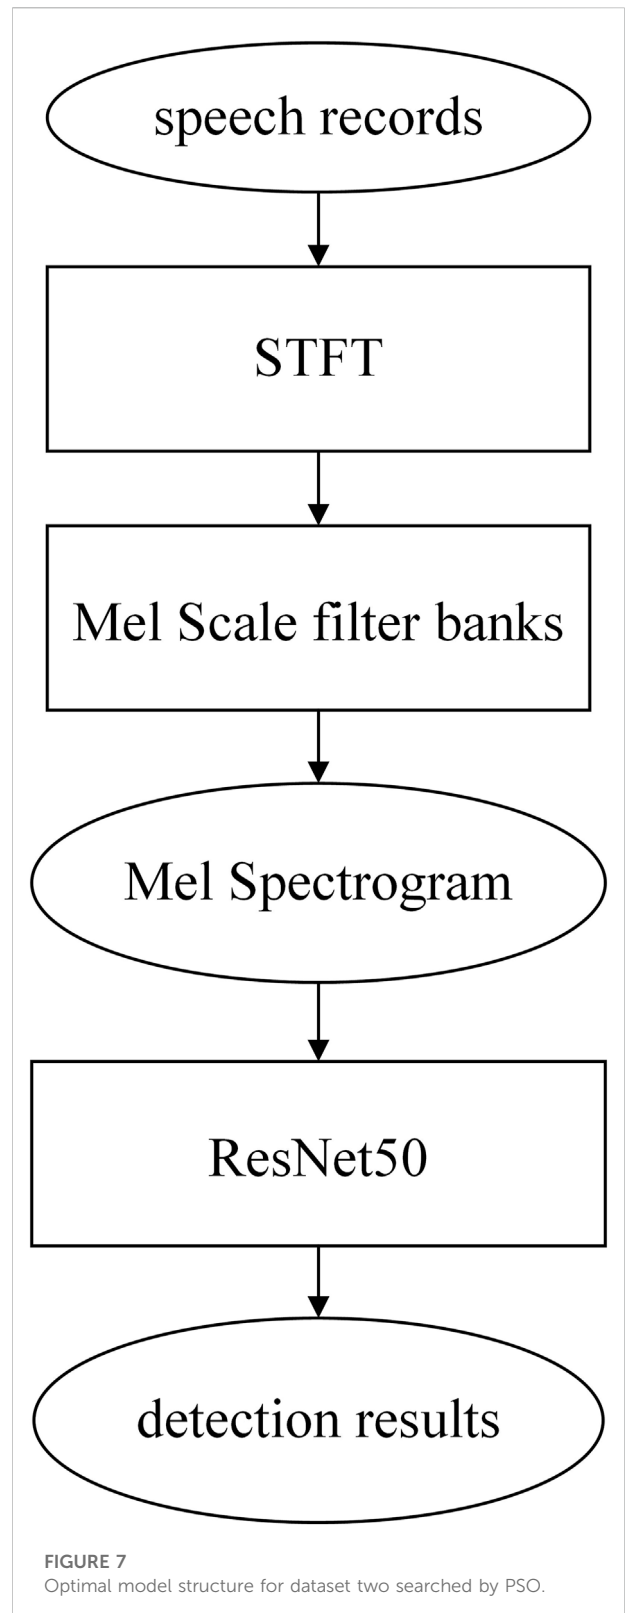 speech records
STFT
Mel Scale filter banks
Mel Spectrogram
ResNet50
detection results
FIGURE 7
Optimal model structure for dataset two searched by PSO.